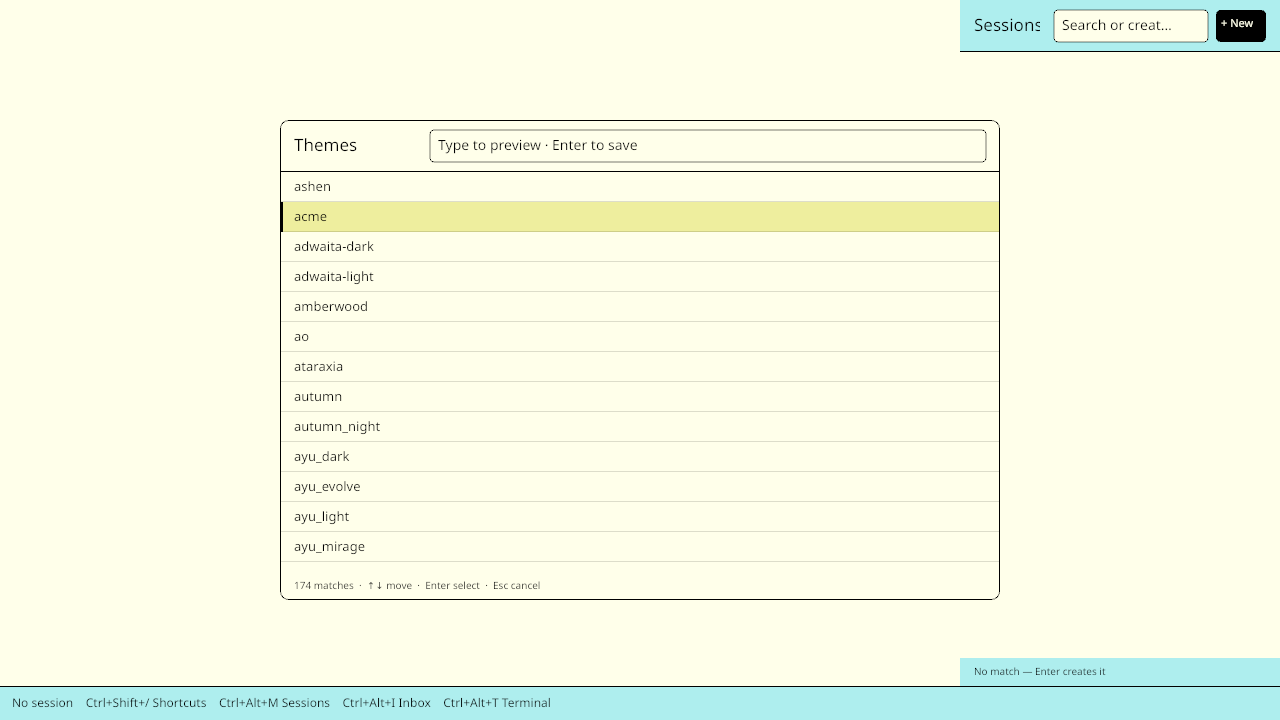 Sessions
Search or creat...
+ New
Themes
Type to preview · Enter to save
ashen
acme
adwaita-dark
adwaita-light
amberwood
ao
ataraxia
autumn
autumn_night
ayu_dark
ayu_evolve
ayu_light
ayu_mirage
174 matches · ↑↓ move · Enter select · Esc cancel
No match — Enter creates it
No session Ctrl+Shift+/ Shortcuts Ctrl+Alt+M Sessions Ctrl+Alt+I Inbox Ctrl+Alt+T Terminal